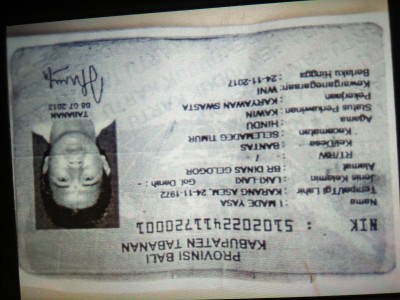 PROVINSI BALI
KABUPATEN TABANAN
NIK : 5102022411720001
Nama : I MADE YASA
Tempat/Tgl Lahir : KARANG ASEM, 24-11-1972
Jenis Kelamin : LAKI-LAKI Gol. Darah : -
Alamat : BR DINAS GELOGOR
RT/RW : /
Kel/Desa : BANTAS
Kecamatan : SELEMADEG TIMUR
Agama : HINDU
Status Perkawinan : KAWIN
Pekerjaan : KARYAWAN SWASTA
Kewarganegaraan : WNI
Berlaku Hingga : 24-11-2017
TABANAN
08-07-2012